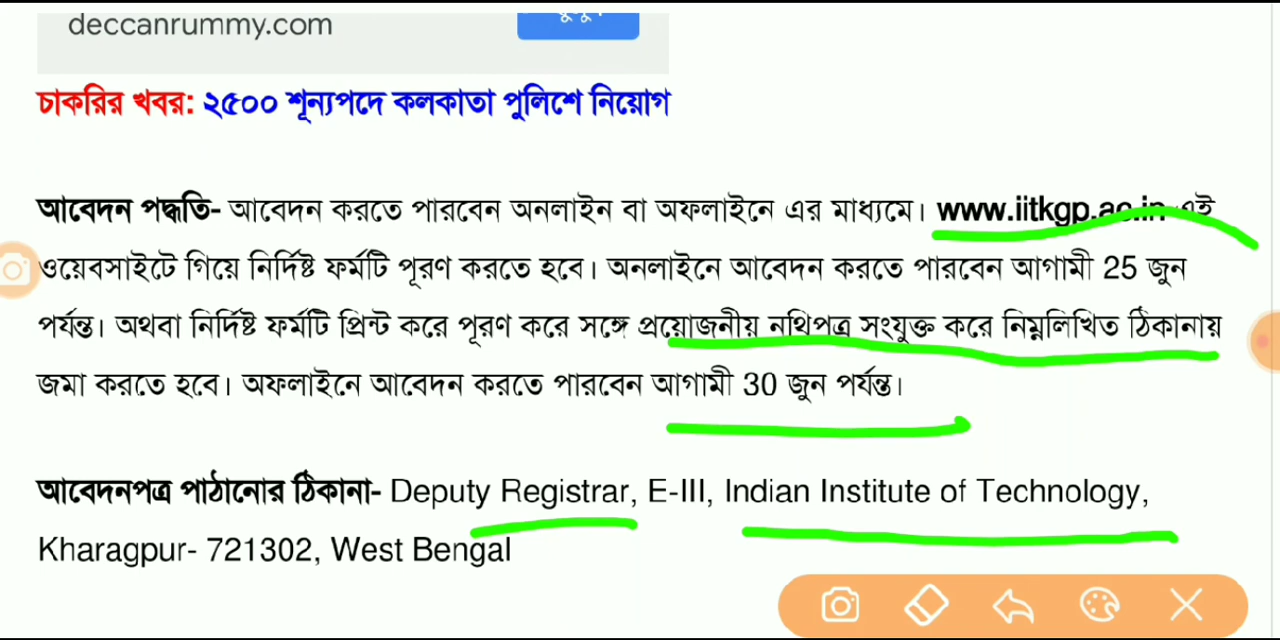 deccanrummy.com
চাকরির খবর: ২৫০০ শূন্যপদে কলকাতা পুলিশে নিয়োগ
আবেদন পদ্ধতি- আবেদন করতে পারবেন অনলাইন বা অফলাইনে এর মাধ্যমে। www.iitkgp.ac.in এই
ওয়েবসাইটে গিয়ে নির্দিষ্ট ফর্মটি পূরণ করতে হবে। অনলাইনে আবেদন করতে পারবেন আগামী 25 জুন
পর্যন্ত। অথবা নির্দিষ্ট ফর্মটি প্রিন্ট করে পূরণ করে সঙ্গে প্রয়োজনীয় নথিপত্র সংযুক্ত করে নিম্নলিখিত ঠিকানায়
জমা করতে হবে। অফলাইনে আবেদন করতে পারবেন আগামী 30 জুন পর্যন্ত।
আবেদনপত্র পাঠানোর ঠিকানা- Deputy Registrar, E-III, Indian Institute of Technology,
Kharagpur- 721302, West Bengal